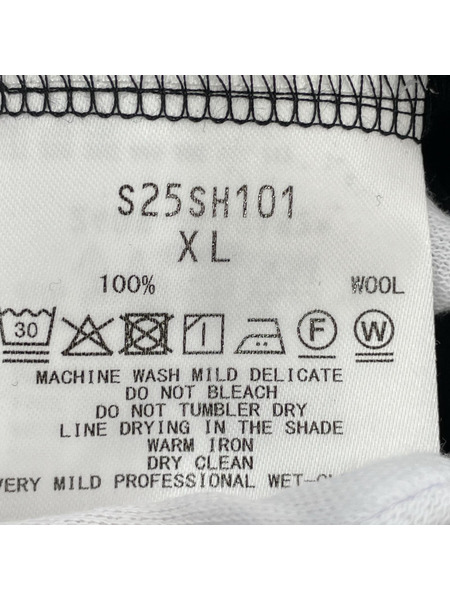 S25SH101
XL
100% WOOL
30 F W
MACHINE WASH MILD DELICATE
DO NOT BLEACH
DO NOT TUMBLER DRY
LINE DRYING IN THE SHADE
WARM IRON
DRY CLEAN
VERY MILD PROFESSIONAL